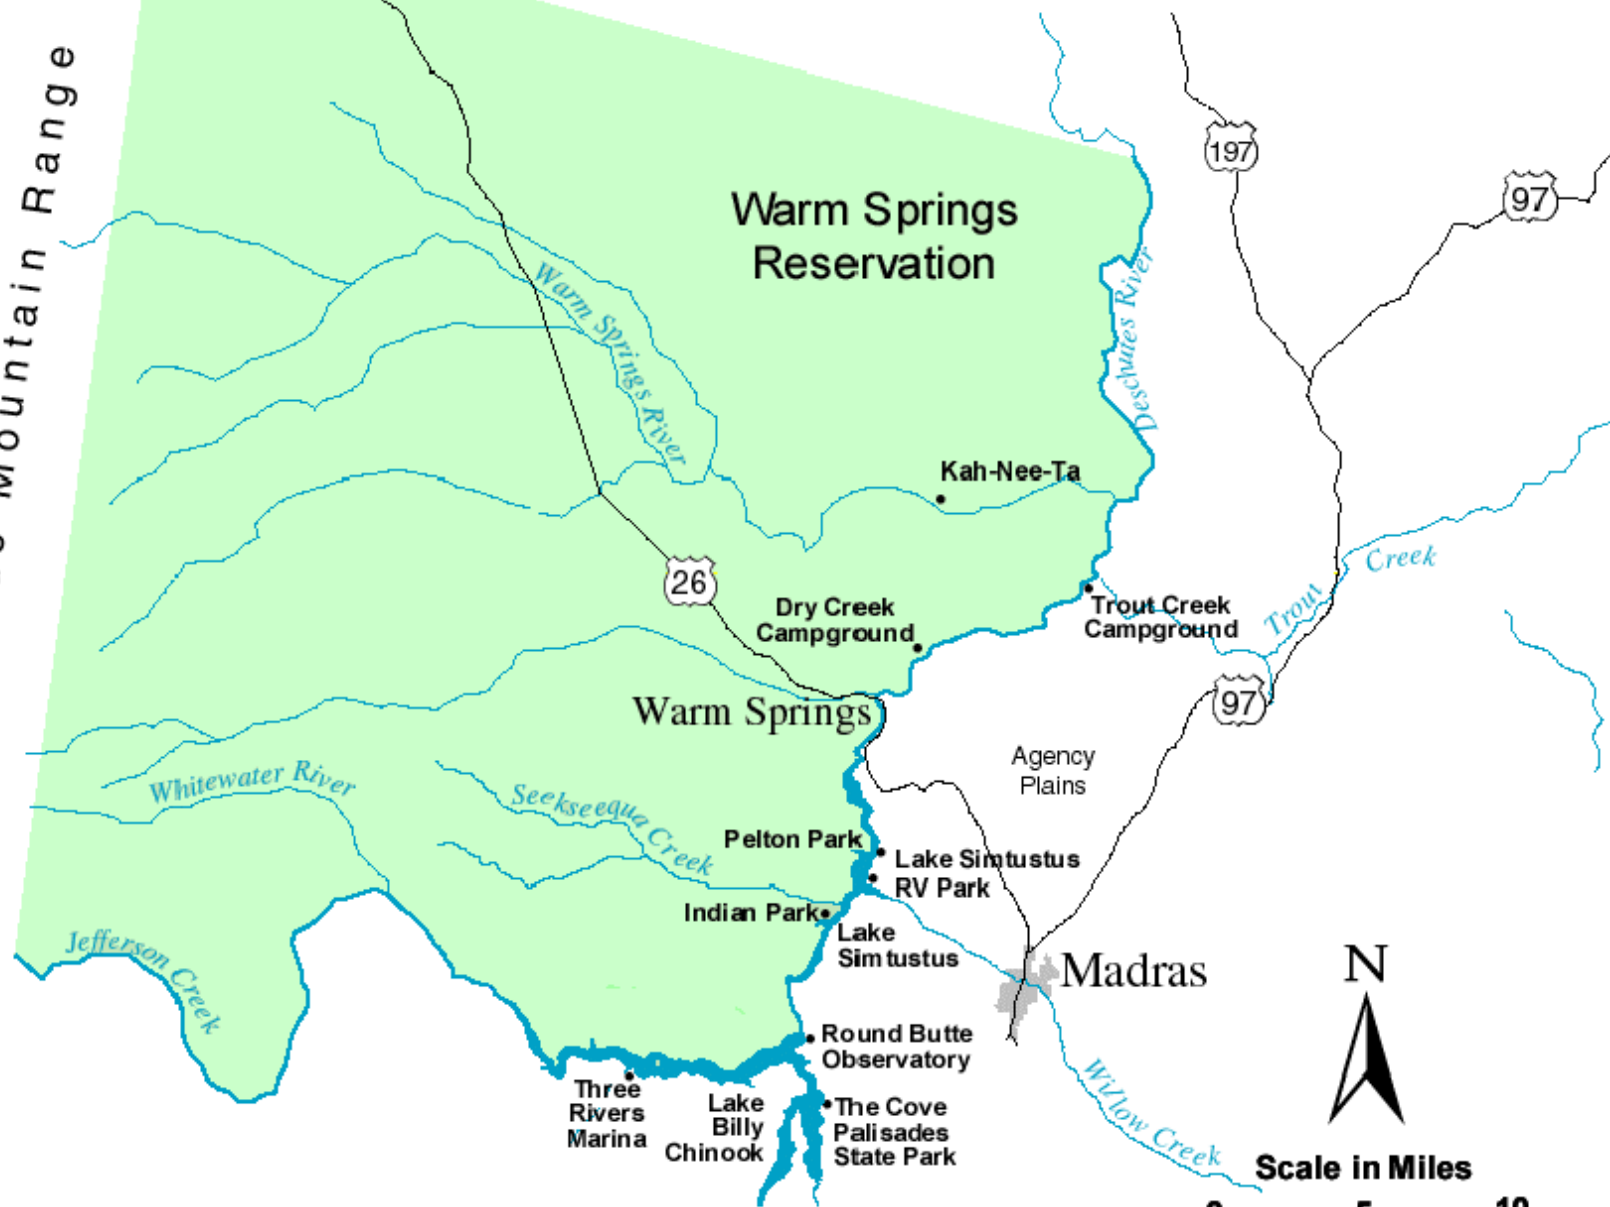 Mountain Range
197
97
Warm Springs
Reservation
Warm Springs River
Deschutes River
Kah-Nee-Ta
26
Creek
Trout
Dry Creek
Campground
Trout Creek
Campground
97
Warm Springs
Agency
Plains
Whitewater River
Seekseequa Creek
Pelton Park
Lake Simtustus
RV Park
Indian Park
Lake
Simtustus
Jefferson Creek
Madras
N
Round Butte
Observatory
Three
Rivers
Marina
Lake
Billy
Chinook
The Cove
Palisades
State Park
Willow Creek
Scale in Miles